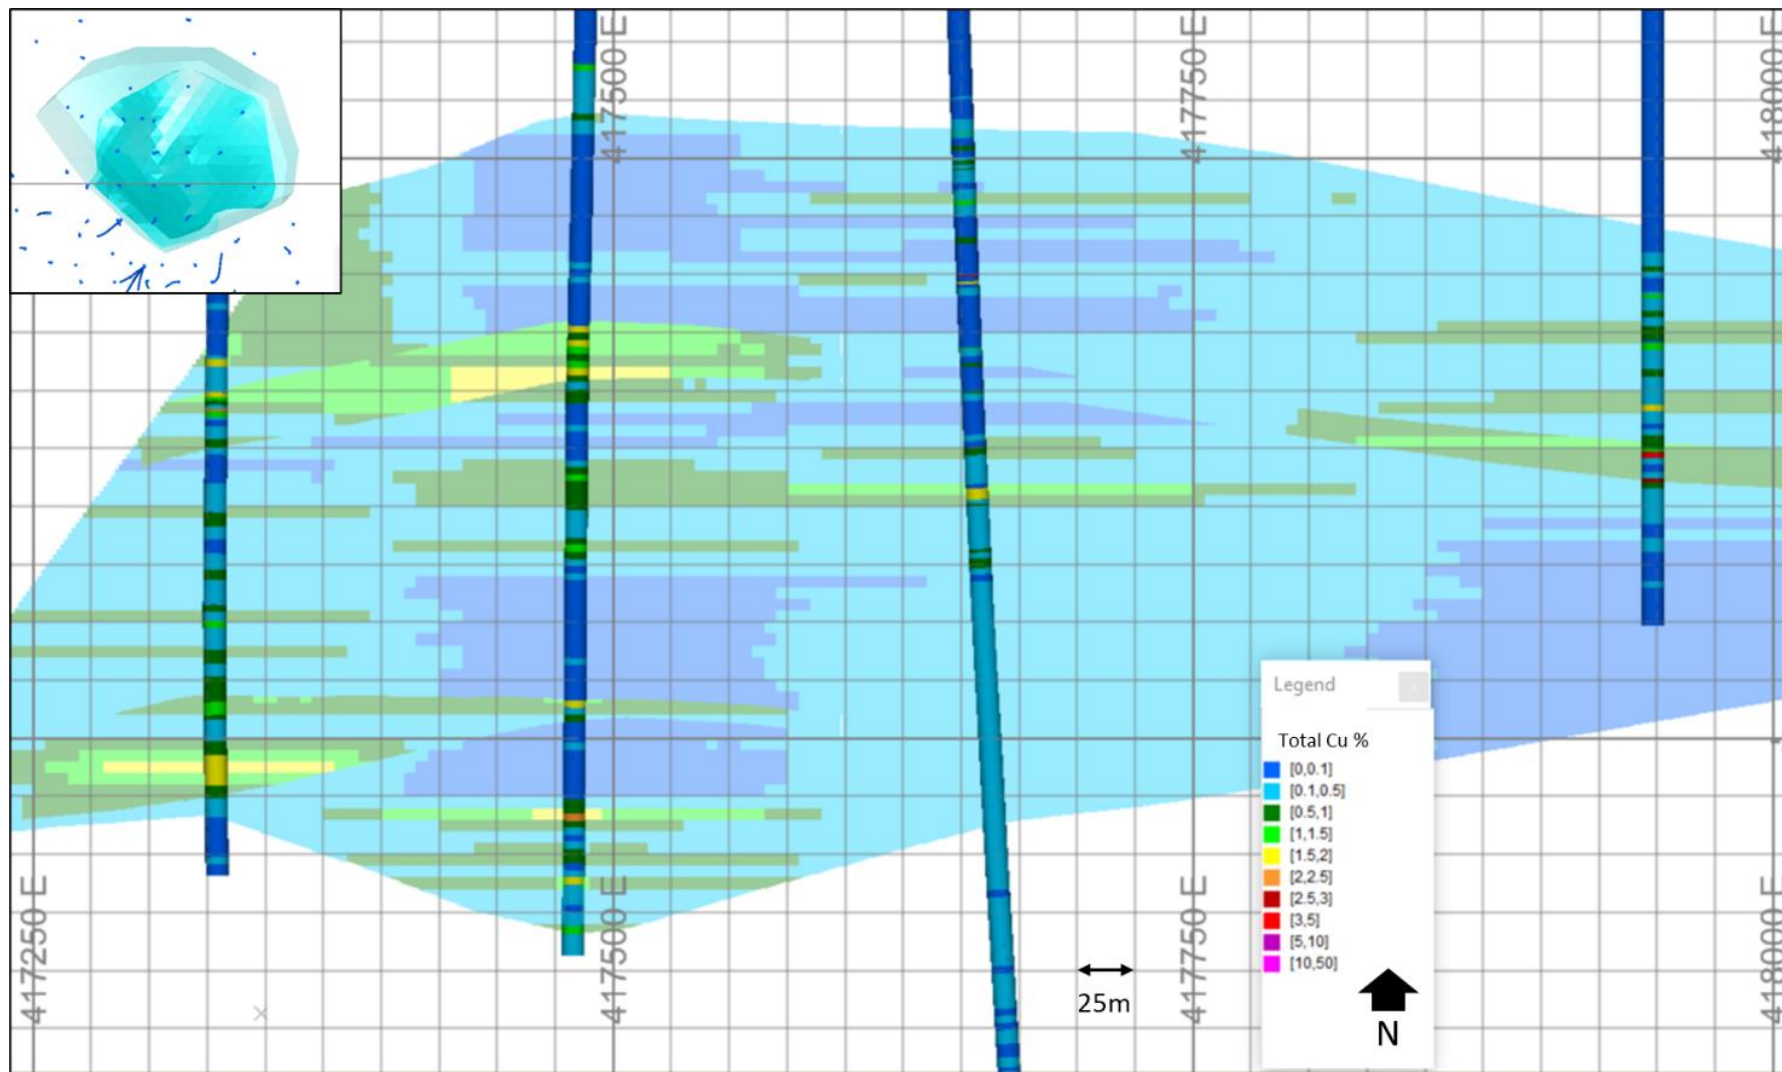 417500 E
417750 E
418000 E
Legend
Total Cu %
[0,0.1]
[0.1,0.5]
[0.5,1]
[1,1.5]
[1.5,2]
[2,2.5]
[2.5,3]
[3,5]
[5,10]
[10,50]
N
25m
417250 E
417500 E
417750 E
418000 E